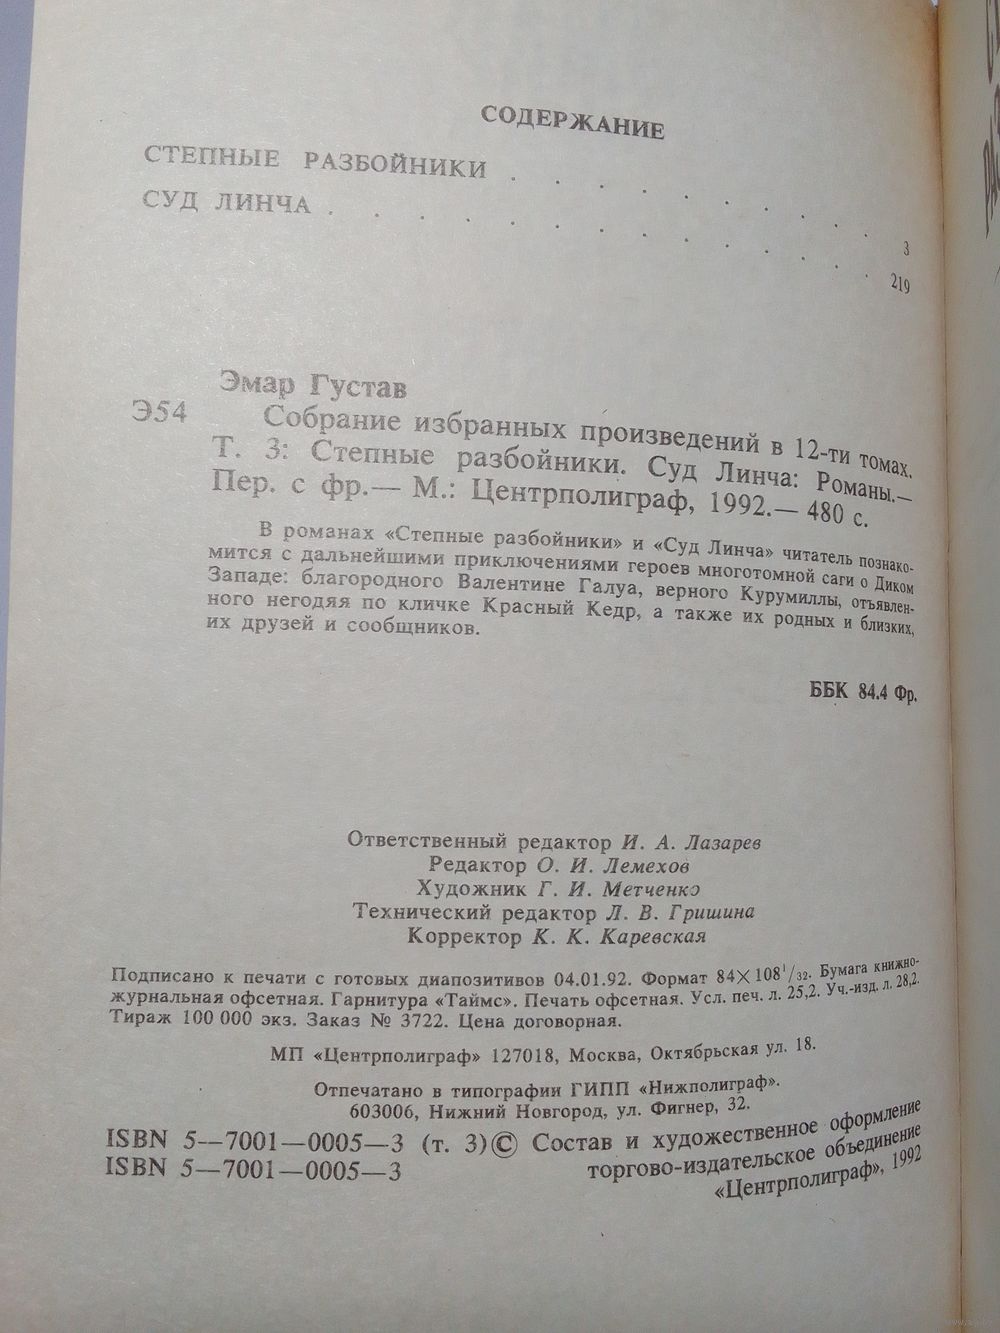 СОДЕРЖАНИЕ
СТЕПНЫЕ РАЗБОЙНИКИ . . . . . . . . . . 3
СУД ЛИНЧА . . . . . . . . . . . . . 219
Эмар Густав
Э54 Собрание избранных произведений в 12-ти томах.
Т. 3: Степные разбойники. Суд Линча: Романы.—
Пер. с фр.— М.: Центрполиграф, 1992.— 480 с.
В романах «Степные разбойники» и «Суд Линча» читатель познако-
мится с дальнейшими приключениями героев многотомной саги о Диком
Западе: благородного Валентине Галуа, верного Курумиллы, отъявлен-
ного негодяя по кличке Красный Кедр, а также их родных и близких,
их друзей и сообщников.
ББК 84.4 Фр.
Ответственный редактор И. А. Лазарев
Редактор О. И. Лемехов
Художник Г. И. Метченко
Технический редактор Л. В. Гришина
Корректор К. К. Каревская
Подписано к печати с готовых диапозитивов 04.01.92. Формат 84×108¹/₃₂. Бумага книжно-
журнальная офсетная. Гарнитура «Таймс». Печать офсетная. Усл. печ. л. 25,2. Уч.-изд. л. 28,2.
Тираж 100 000 экз. Заказ № 3722. Цена договорная.
МП «Центрполиграф» 127018, Москва, Октябрьская ул. 18.
Отпечатано в типографии ГИПП «Нижполиграф».
603006, Нижний Новгород, ул. Фигнер, 32.
ISBN 5—7001—0005—3 (т. 3) © Состав и художественное оформление
ISBN 5—7001—0005—3 торгово-издательское объединение
«Центрполиграф», 1992